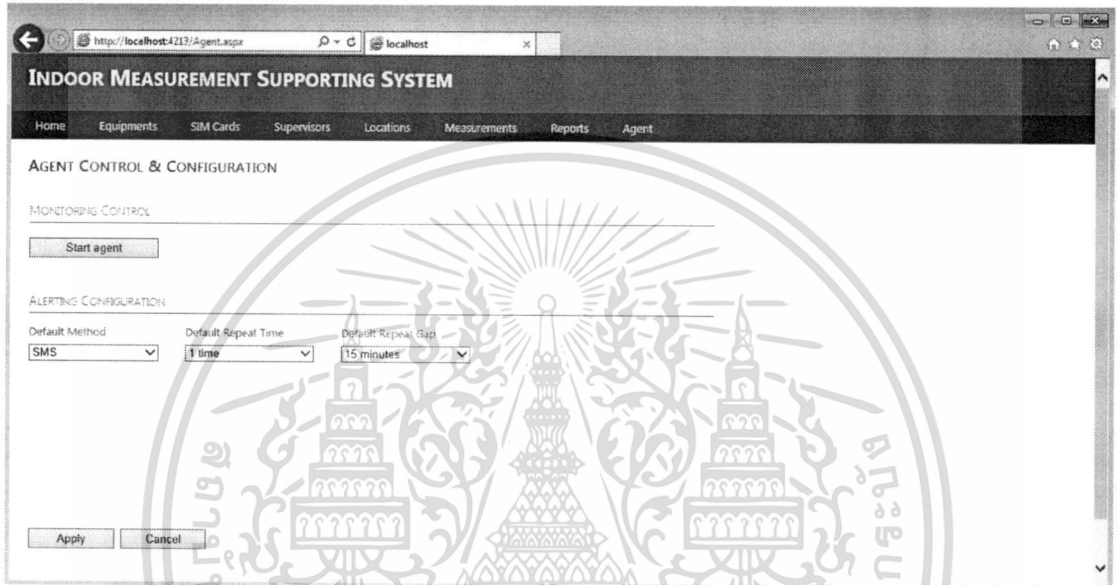 http://localhost:4213/Agent.aspx
localhost
INDOOR MEASUREMENT SUPPORTING SYSTEM
Home Equipments SIM Cards Supervisors Locations Measurements Reports Agent
AGENT CONTROL & CONFIGURATION
MONITORING CONTROL
Start agent
ALERTING CONFIGURATION
Default Method Default Repeat Time Default Repeat Gap
SMS 1 time 15 minutes
Apply Cancel